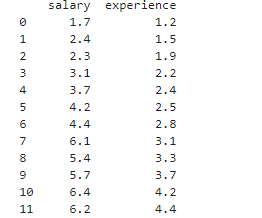 salary experience
0 1.7 1.2
1 2.4 1.5
2 2.3 1.9
3 3.1 2.2
4 3.7 2.4
5 4.2 2.5
6 4.4 2.8
7 6.1 3.1
8 5.4 3.3
9 5.7 3.7
10 6.4 4.2
11 6.2 4.4